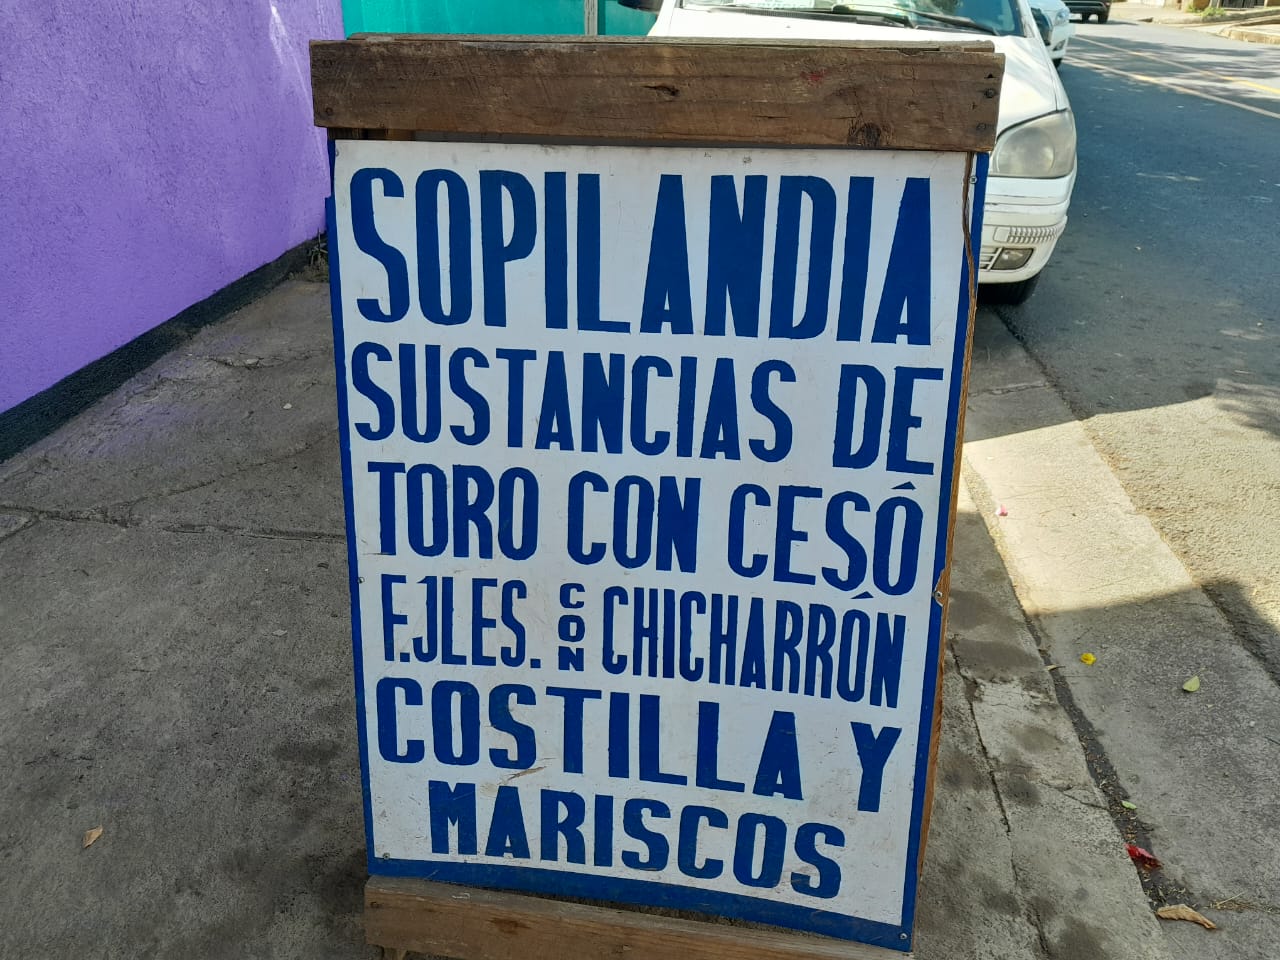 SOPILANDIA
SUSTANCIAS DE
TORO CON CESÓ
F.JLES. CON CHICHARRÓN
COSTILLA Y
MARISCOS